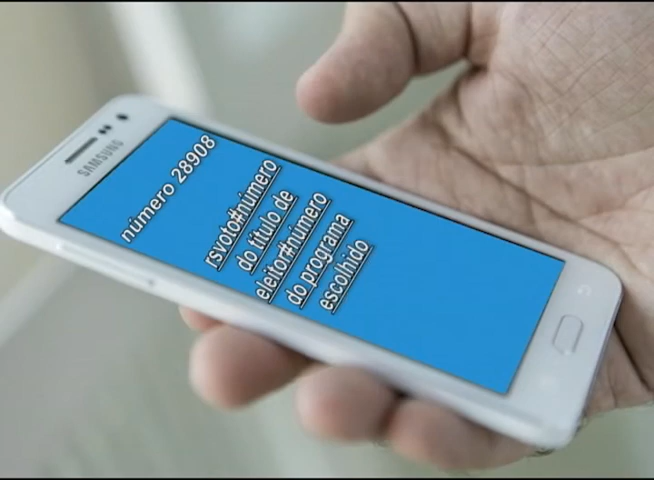 SAMSUNG
número 28908
rsvoto#número
do título de
eleitor#número
do programa
escolhido